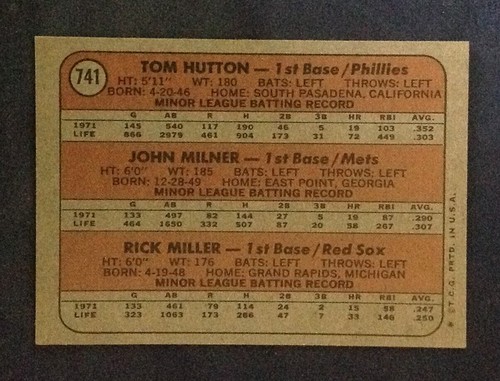 741
TOM HUTTON — 1st Base/Phillies
HT: 5'11" WT: 180 BATS: LEFT THROWS: LEFT
BORN: 4-20-46 HOME: SOUTH PASADENA, CALIFORNIA
MINOR LEAGUE BATTING RECORD
G AB R H 2B 3B HR RBI AVG.
1971 145 540 117 190 46 5 19 103 .352
LIFE 866 2979 461 904 173 31 72 449 .303
JOHN MILNER — 1st Base/Mets
HT: 6'0" WT: 185 BATS: LEFT THROWS: LEFT
BORN: 12-28-49 HOME: EAST POINT, GEORGIA
MINOR LEAGUE BATTING RECORD
G AB R H 2B 3B HR RBI AVG.
1971 133 497 82 144 27 5 19 87 .290
LIFE 464 1650 332 507 87 20 58 267 .307
RICK MILLER — 1st Base/Red Sox
HT: 6'0" WT: 176 BATS: LEFT THROWS: LEFT
BORN: 4-19-48 HOME: GRAND RAPIDS, MICHIGAN
MINOR LEAGUE BATTING RECORD
G AB R H 2B 3B HR RBI AVG.
1971 133 461 79 114 24 2 15 58 .247
LIFE 323 1063 173 266 47 7 33 146 .250
© T.C.G. PRTD. IN U.S.A.